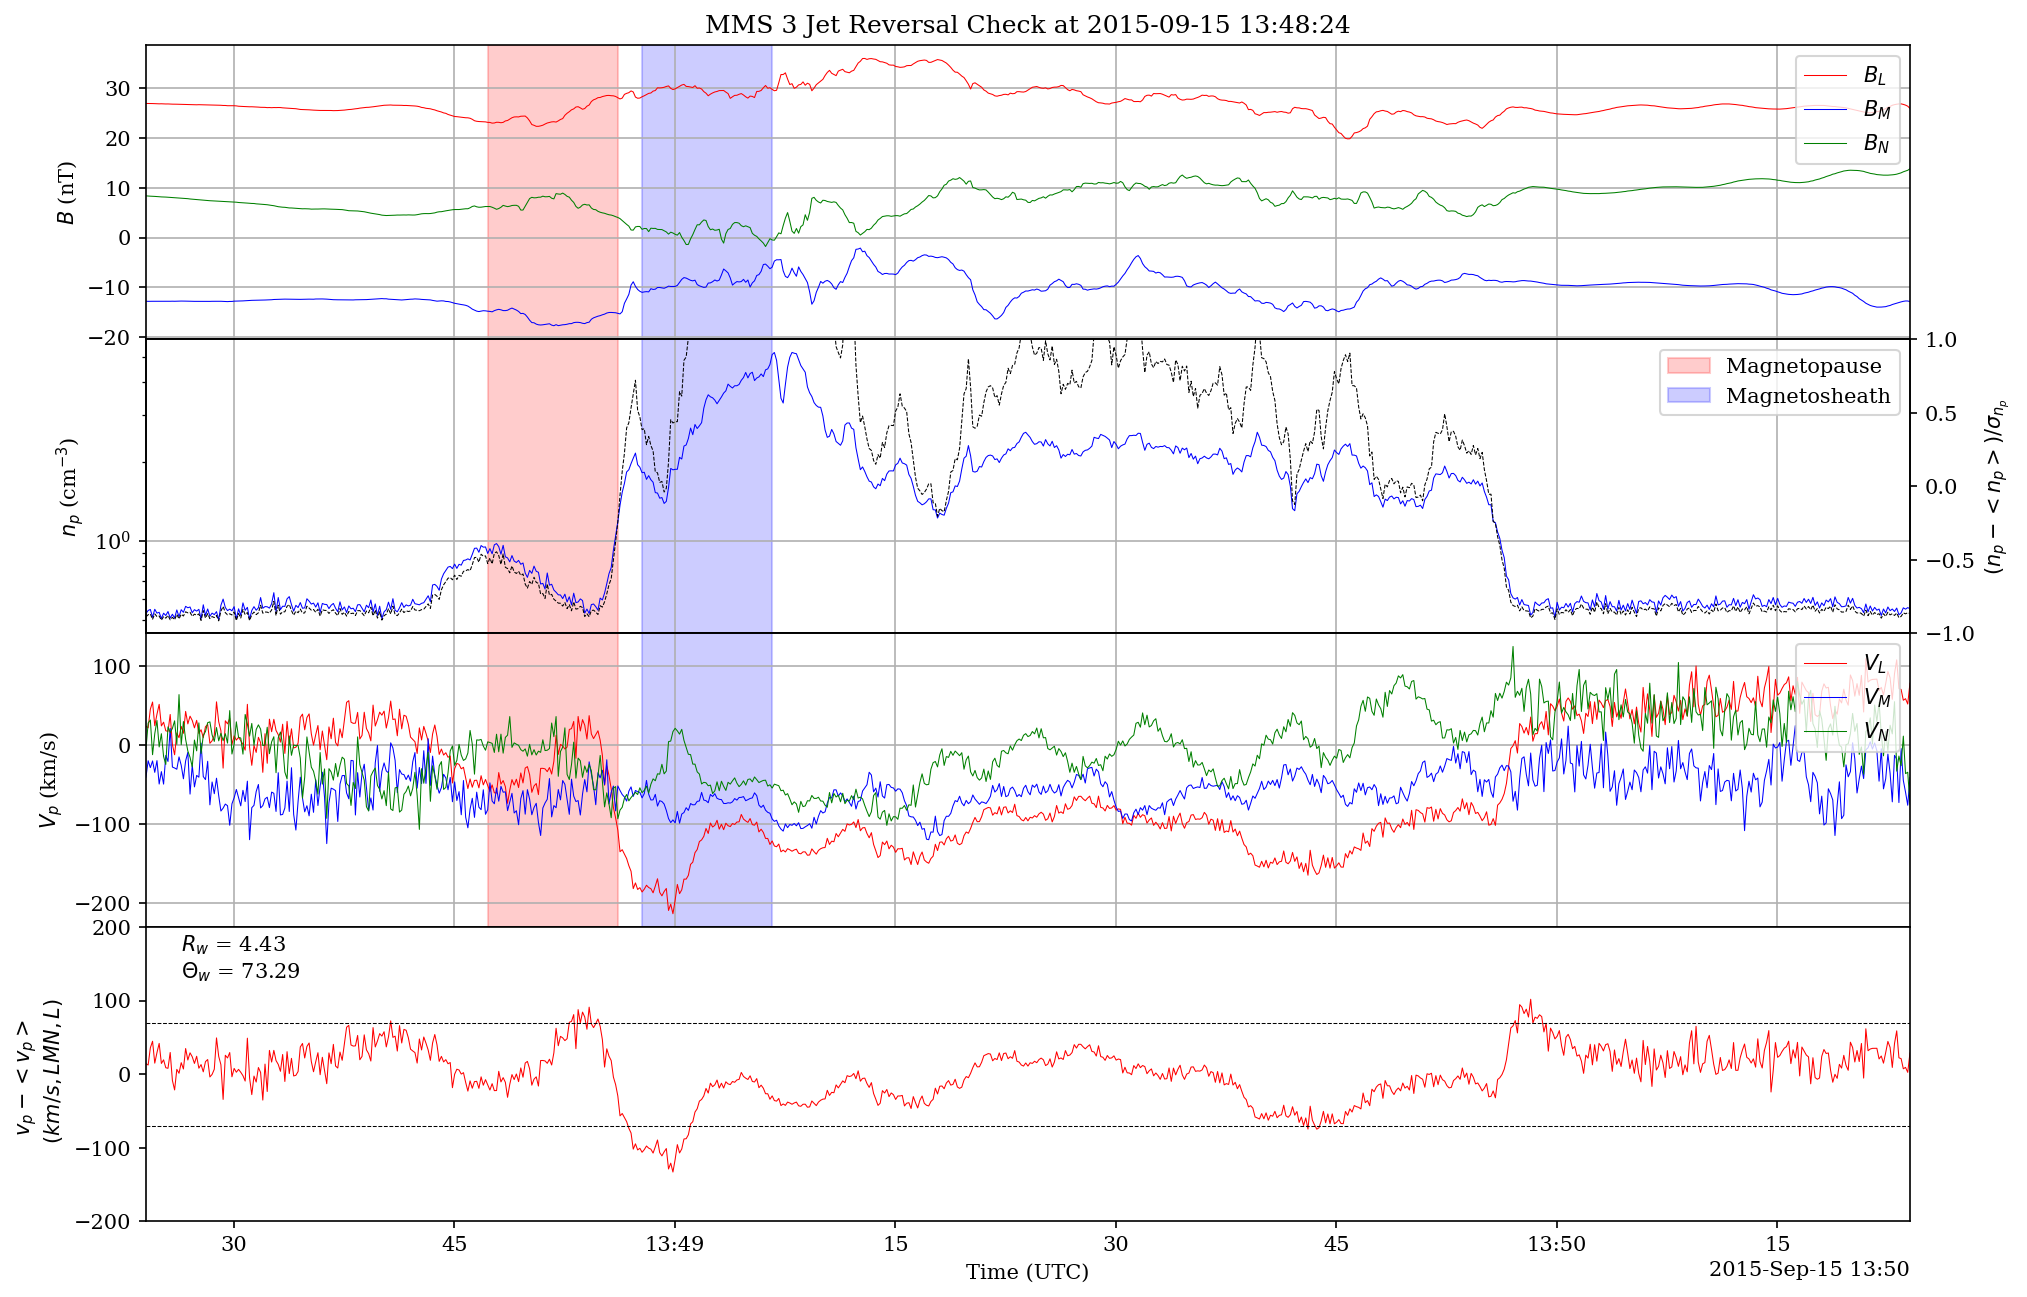 MMS 3 Jet Reversal Check at 2015-09-15 13:48:24
30
20
10
0
−10
−20
B (nT)
B_L
B_M
B_N
10⁰
n_p (cm⁻³)
Magnetopause
Magnetosheath
1.0
0.5
0.0
−0.5
−1.0
(n_p − < n_p > )/σ_{n_p}
100
0
−100
−200
V_p (km/s)
V_L
V_M
V_N
200
100
0
−100
−200
v_p − < v_p >
(km/s, LMN, L)
R_w = 4.43
Θ_w = 73.29
30 45 13:49 15 30 45 13:50 15
Time (UTC)
2015-Sep-15 13:50